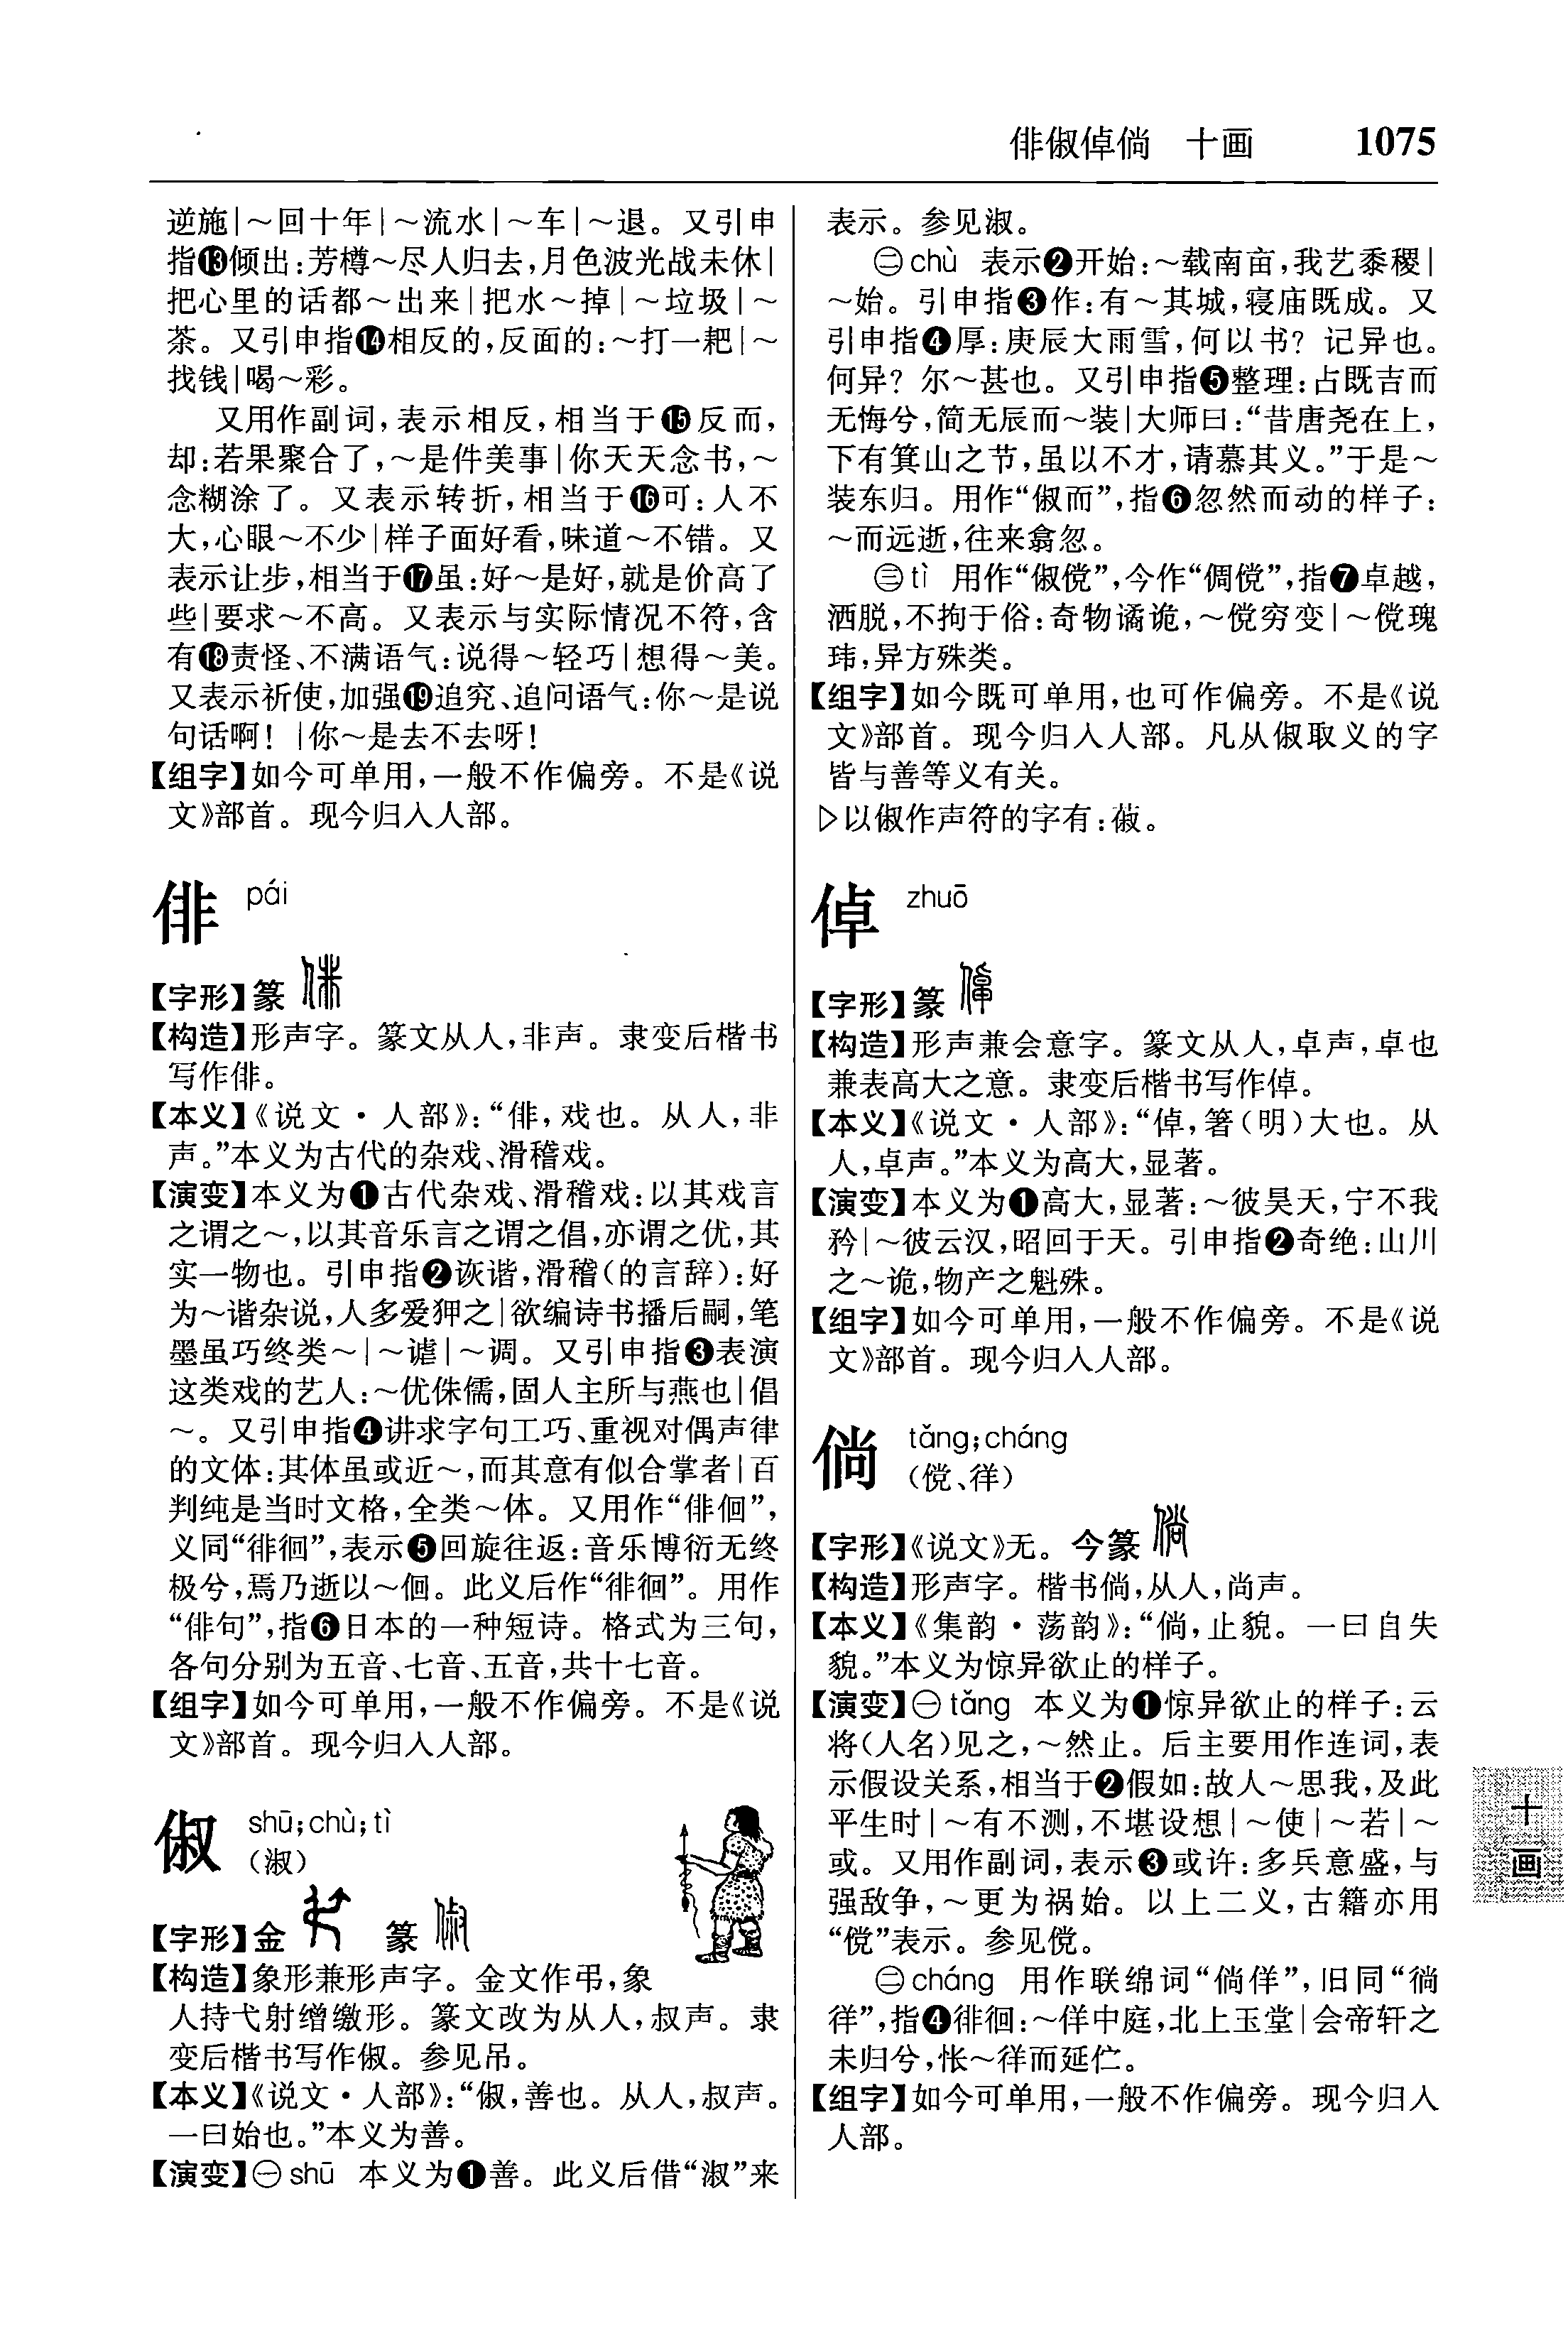 俳俶倬倘　十画　1075
逆施|～回十年|～流水|～车|～退。又引申
指⓭倾出:芳樽～尽人归去,月色波光战未休|
把心里的话都～出来|把水～掉|～垃圾|～
茶。又引申指⓮相反的,反面的:～打一耙|～
找钱|喝～彩。
又用作副词,表示相反,相当于⓯反而,
却:若果聚合了,～是件美事|你天天念书,～
念糊涂了。又表示转折,相当于⓰可:人不
大,心眼～不少|样子面好看,味道～不错。又
表示让步,相当于⓱虽:好～是好,就是价高了
些|要求～不高。又表示与实际情况不符,含
有⓲责怪、不满语气:说得～轻巧|想得～美。
又表示祈使,加强⓳追究、追问语气:你～是说
句话啊!|你～是去不去呀!
【组字】如今可单用,一般不作偏旁。不是《说
文》部首。现今归入人部。
俳 pái
【字形】篆
【构造】形声字。篆文从人,非声。隶变后楷书
写作俳。
【本义】《说文·人部》:“俳,戏也。从人,非
声。”本义为古代的杂戏、滑稽戏。
【演变】本义为❶古代杂戏、滑稽戏:以其戏言
之谓之～,以其音乐言之谓之倡,亦谓之优,其
实一物也。引申指❷诙谐,滑稽(的言辞):好
为～谐杂说,人多爱狎之|欲编诗书播后嗣,笔
墨虽巧终类～|～谑|～调。又引申指❸表演
这类戏的艺人:～优侏儒,固人主所与燕也|倡
～。又引申指❹讲求字句工巧、重视对偶声律
的文体:其体虽或近～,而其意有似合掌者|百
判纯是当时文格,全类～体。又用作“俳佪”,
义同“徘徊”,表示❺回旋往返:音乐博衍无终
极兮,焉乃逝以～佪。此义后作“徘徊”。用作
“俳句”,指❻日本的一种短诗。格式为三句,
各句分别为五音、七音、五音,共十七音。
【组字】如今可单用,一般不作偏旁。不是《说
文》部首。现今归入人部。
俶 shū;chù;tì
(淑)
【字形】金　篆
【构造】象形兼形声字。金文作弔,象
人持弋射缯缴形。篆文改为从人,叔声。隶
变后楷书写作俶。参见吊。
【本义】《说文·人部》:“俶,善也。从人,叔声。
一曰始也。”本义为善。
【演变】㊀shū 本义为❶善。此义后借“淑”来
表示。参见淑。
㊁chù 表示❷开始:～载南亩,我艺黍稷|
～始。引申指❸作:有～其城,寝庙既成。又
引申指❹厚:庚辰大雨雪,何以书?记异也。
何异?尔～甚也。又引申指❺整理:占既吉而
无悔兮,简元辰而～装|大师曰:“昔唐尧在上,
下有箕山之节,虽以不才,请慕其义。”于是～
装东归。用作“俶而”,指❻忽然而动的样子:
～而远逝,往来翕忽。
㊂tì 用作“俶傥”,今作“倜傥”,指❼卓越,
洒脱,不拘于俗:奇物谲诡,～傥穷变|～傥瑰
玮,异方殊类。
【组字】如今既可单用,也可作偏旁。不是《说
文》部首。现今归入人部。凡从俶取义的字
皆与善等义有关。
▷以俶作声符的字有:蔋。
倬 zhuō
【字形】篆
【构造】形声兼会意字。篆文从人,卓声,卓也
兼表高大之意。隶变后楷书写作倬。
【本义】《说文·人部》:“倬,箸(明)大也。从
人,卓声。”本义为高大,显著。
【演变】本义为❶高大,显著:～彼昊天,宁不我
矜|～彼云汉,昭回于天。引申指❷奇绝:山川
之～诡,物产之魁殊。
【组字】如今可单用,一般不作偏旁。不是《说
文》部首。现今归入人部。
倘 tǎng;cháng
(傥、徉)
【字形】《说文》无。今篆
【构造】形声字。楷书倘,从人,尚声。
【本义】《集韵·荡韵》:“倘,止貌。一曰自失
貌。”本义为惊异欲止的样子。
【演变】㊀tǎng 本义为❶惊异欲止的样子:云
将(人名)见之,～然止。后主要用作连词,表
示假设关系,相当于❷假如:故人～思我,及此
平生时|～有不测,不堪设想|～使|～若|～
或。又用作副词,表示❸或许:多兵意盛,与
强敌争,～更为祸始。以上二义,古籍亦用
“傥”表示。参见傥。
㊁cháng 用作联绵词“倘佯”,旧同“徜
徉”,指❹徘徊:～佯中庭,北上玉堂|会帝轩之
未归兮,怅～徉而延伫。
【组字】如今可单用,一般不作偏旁。现今归入
人部。
十画